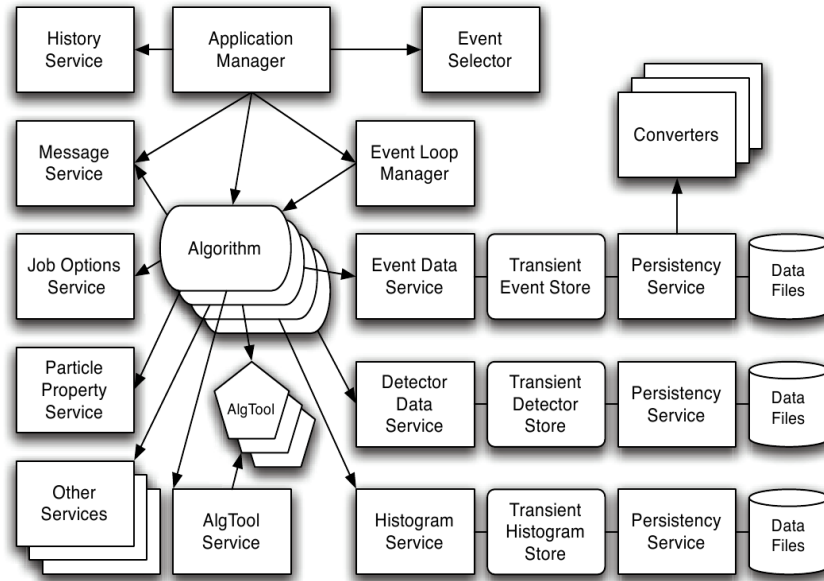 History
Service
Application
Manager
Event
Selector
Converters
Message
Service
Event Loop
Manager
Algorithm
Job Options
Service
Event Data
Service
Transient
Event Store
Persistency
Service
Data
Files
Particle
Property
Service
AlgTool
Detector
Data
Service
Transient
Detector
Store
Persistency
Service
Data
Files
Other
Services
AlgTool
Service
Histogram
Service
Transient
Histogram
Store
Persistency
Service
Data
Files